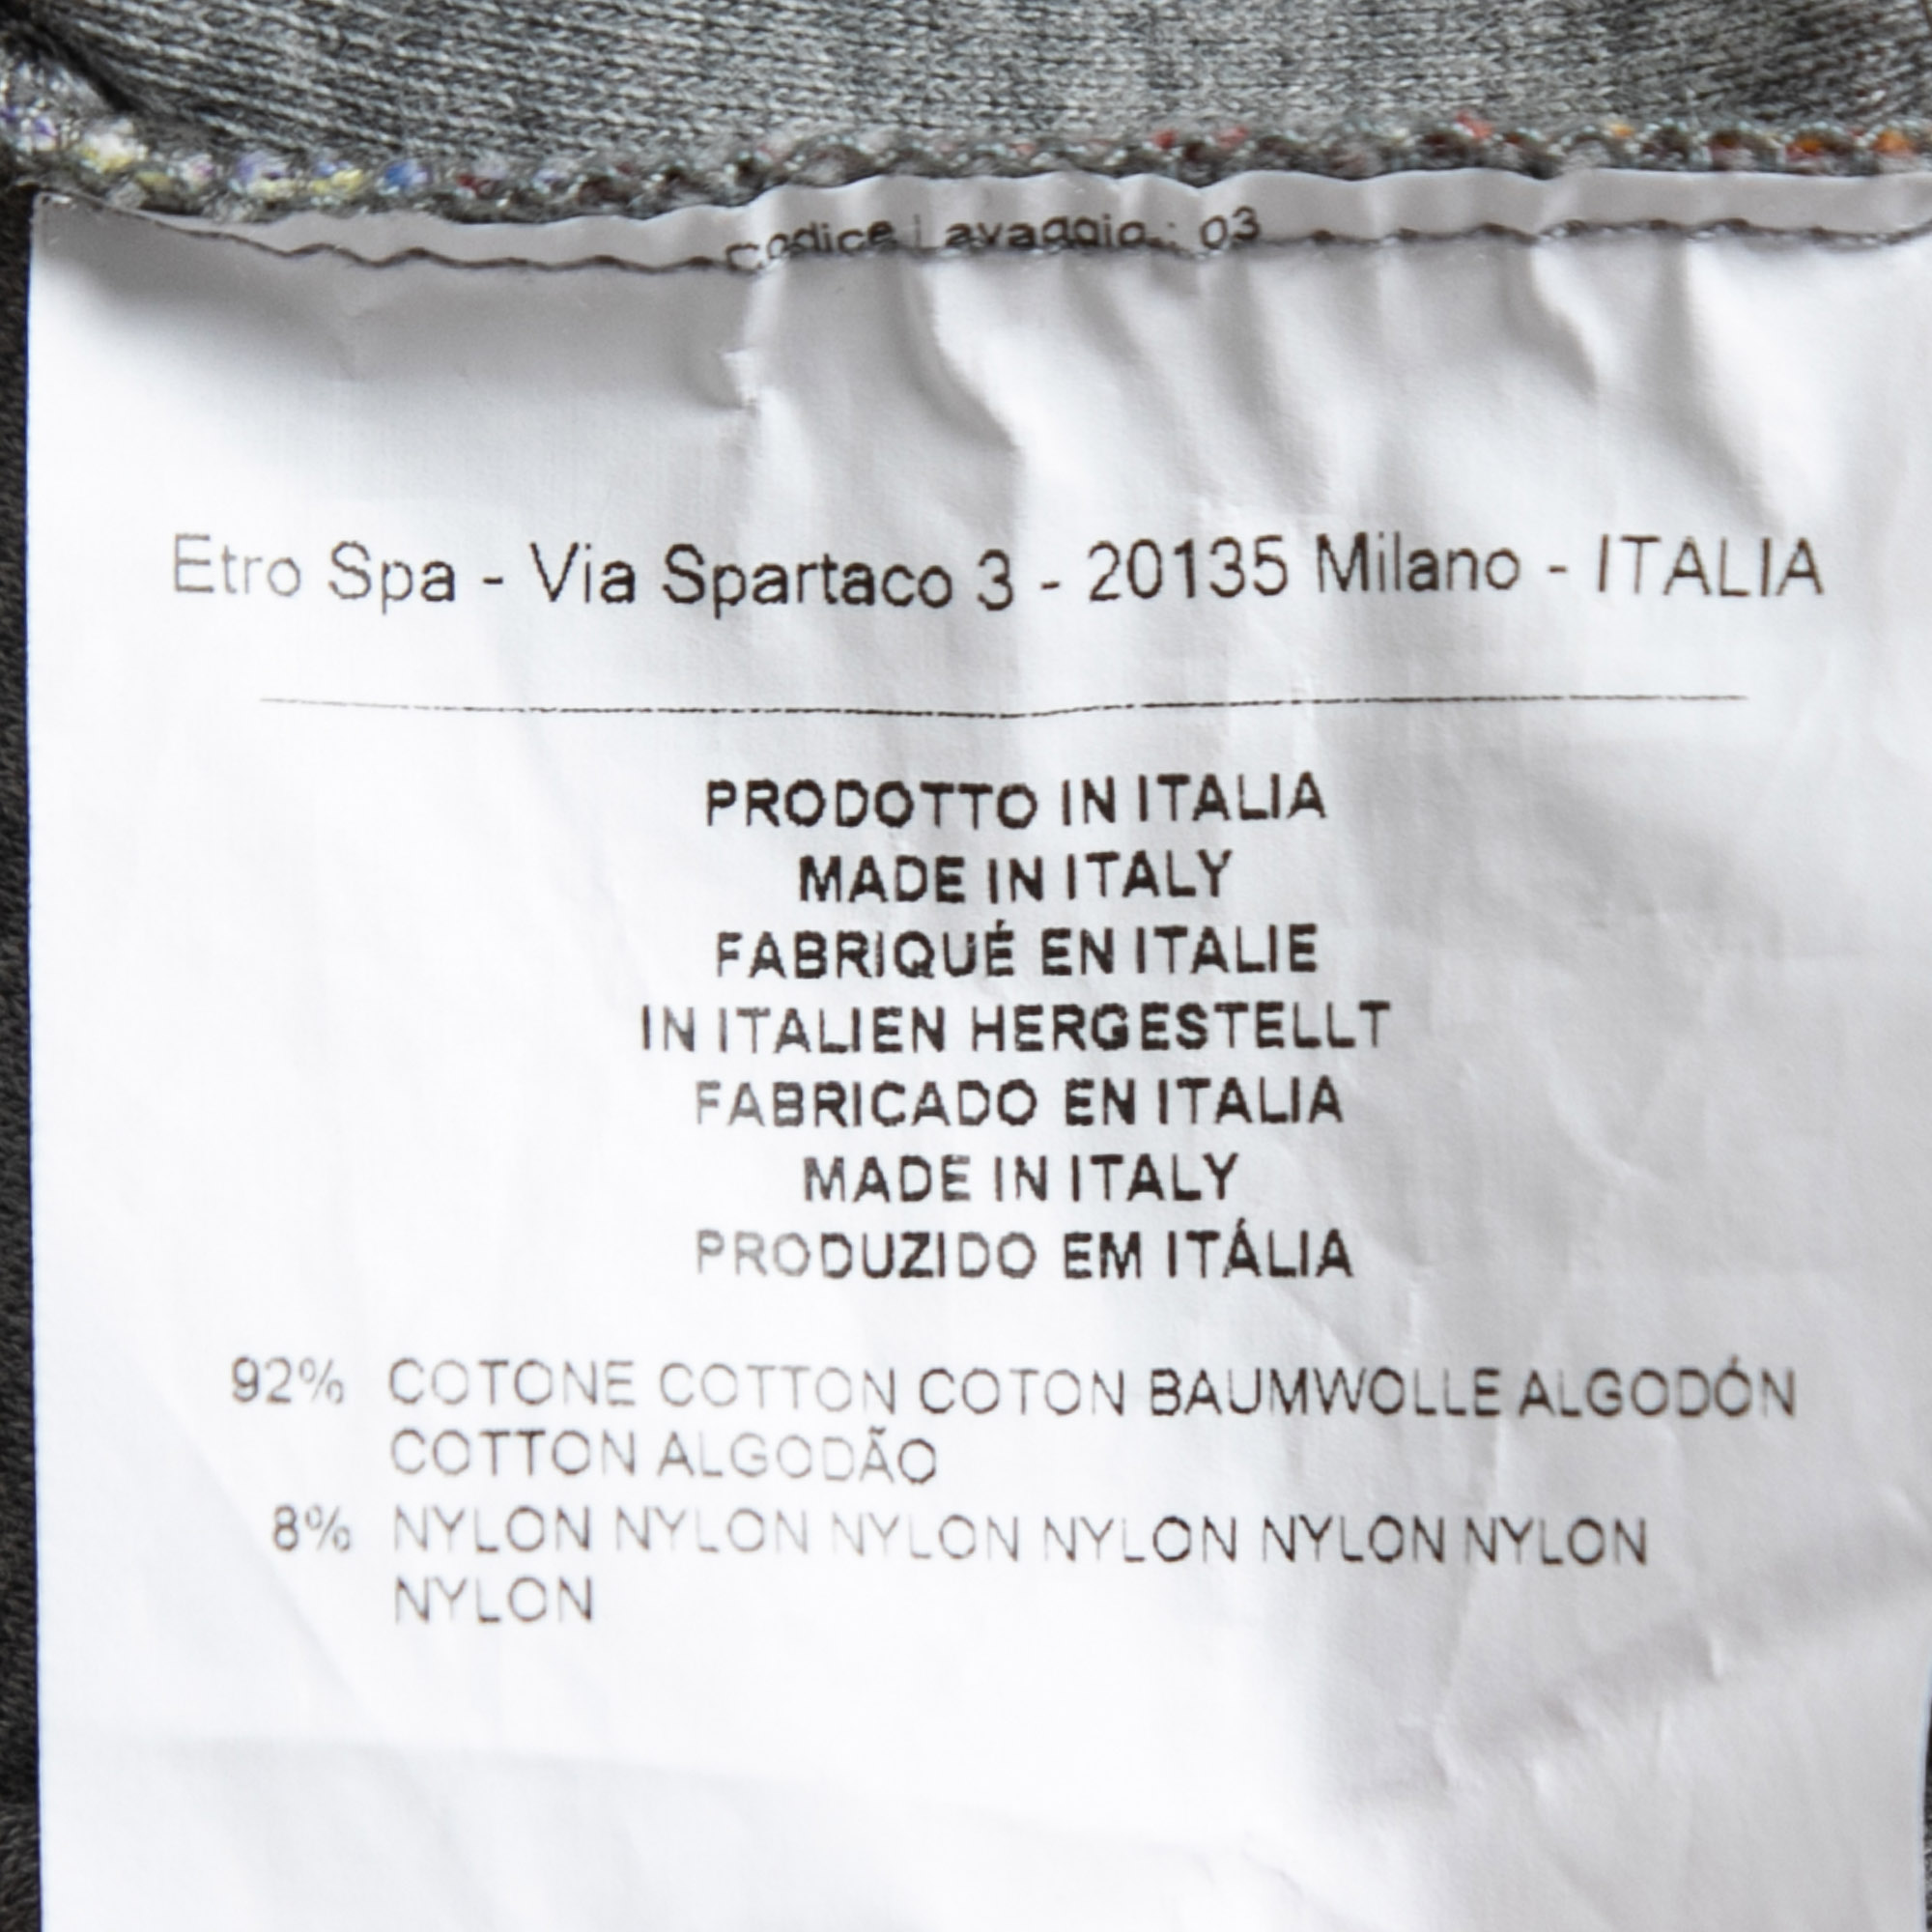 Codice Lavaggio : 03
Etro Spa - Via Spartaco 3 - 20135 Milano - ITALIA
PRODOTTO IN ITALIA
MADE IN ITALY
FABRIQUÉ EN ITALIE
IN ITALIEN HERGESTELLT
FABRICADO EN ITALIA
MADE IN ITALY
PRODUZIDO EM ITÁLIA
92% COTONE COTTON COTON BAUMWOLLE ALGODÓN
COTTON ALGODÃO
8% NYLON NYLON NYLON NYLON NYLON NYLON
NYLON